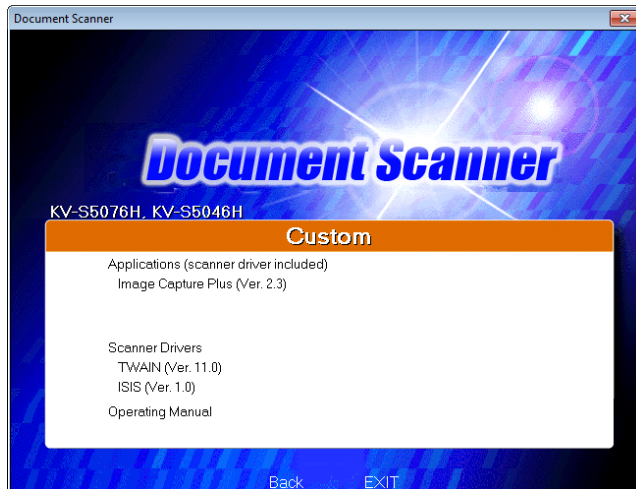 Document Scanner
Document Scanner
KV-S5076H, KV-S5046H
Custom
Applications (scanner driver included)
Image Capture Plus (Ver. 2.3)
Scanner Drivers
TWAIN (Ver. 11.0)
ISIS (Ver. 1.0)
Operating Manual
Back EXIT